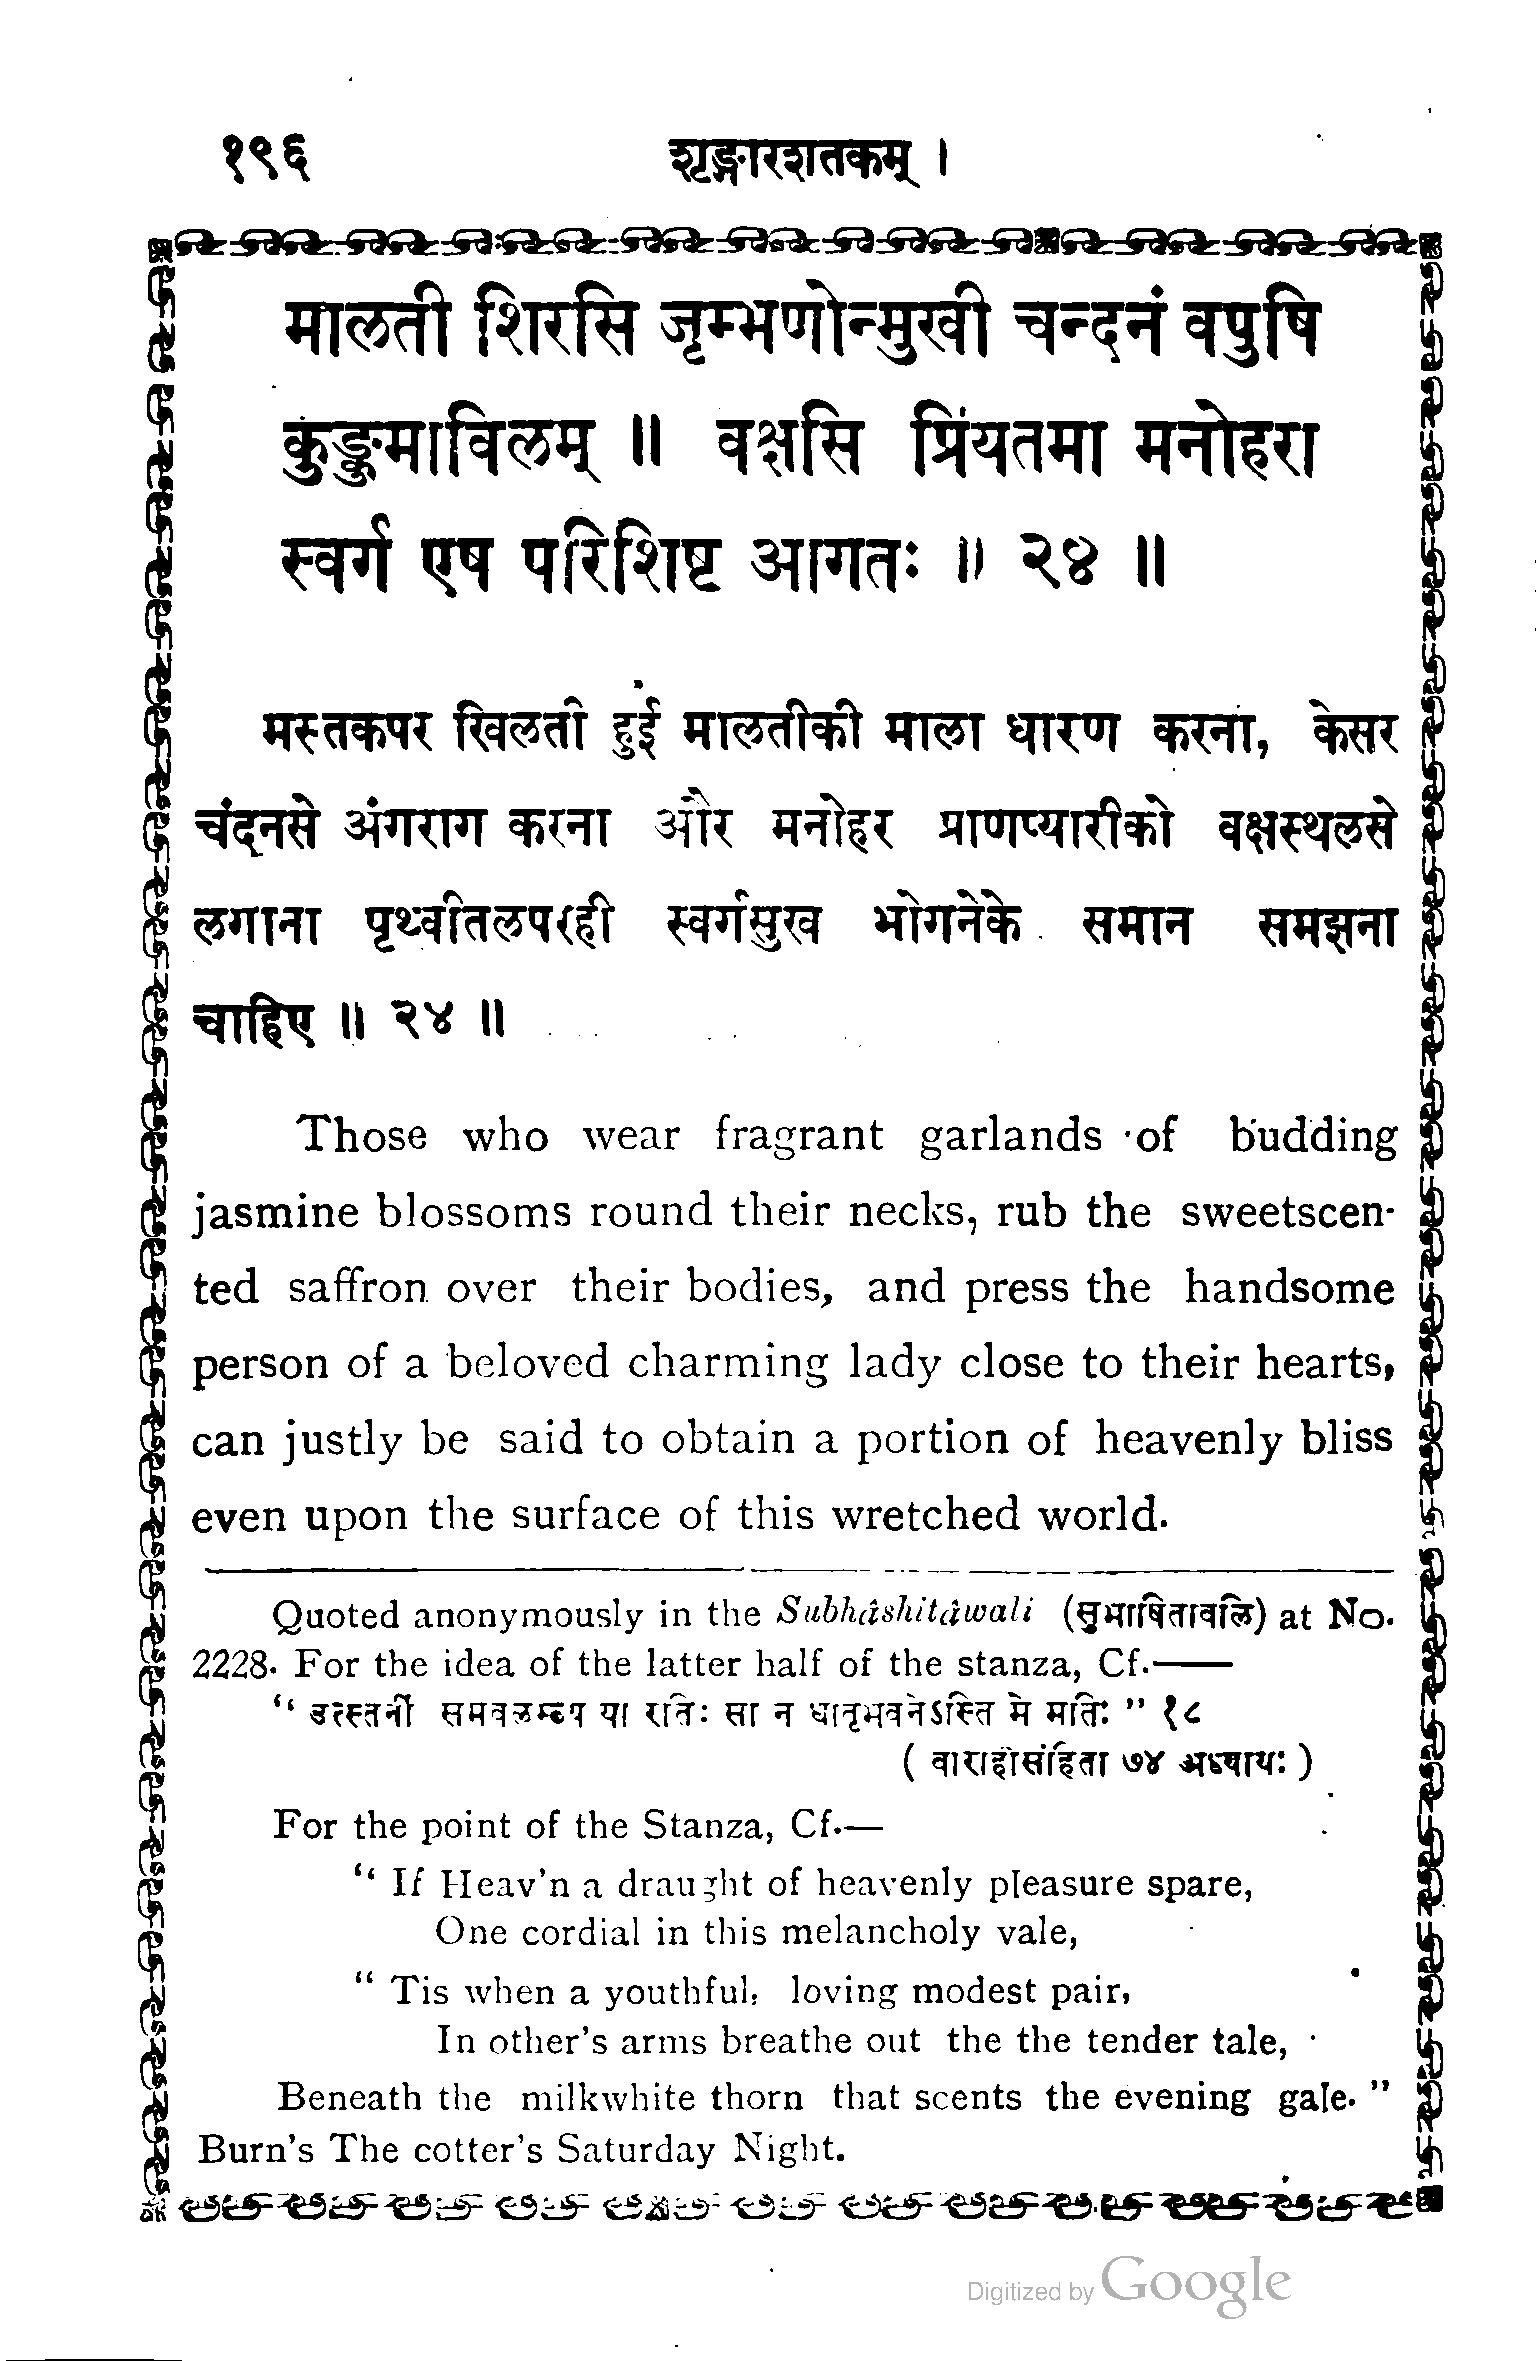 १९६ शृङ्गारशतकम् ।
मालती शिरसि जृम्भणोन्मुखी चन्दनं वपुषि
कुङ्कुमाविलम् ॥ वक्षसि प्रियतमा मनोहरा
स्वर्ग एष परिशिष्ट आगतः ॥ २४ ॥
मस्तकपर खिलती हुई मालतीकी माला धारण करना, केसर
चंदनसे अंगराग करना और मनोहर प्राणप्यारीको वक्षस्थलसे
लगाना पृथ्वीतलपरही स्वर्गसुख भोगनेके समान समझना
चाहिए ॥ २४ ॥
Those who wear fragrant garlands of budding
jasmine blossoms round their necks, rub the sweetscen-
ted saffron over their bodies, and press the handsome
person of a beloved charming lady close to their hearts,
can justly be said to obtain a portion of heavenly bliss
even upon the surface of this wretched world.
Quoted anonymously in the Subhâshitâwali (सुभाषितावलि) at No.
2228. For the idea of the latter half of the stanza, Cf.——
“ समवलम्ब्य या रतिः सा न धातृभवनेऽस्ति मे मतिः ” १८
( वाराहीसंहिता ७४ अध्यायः )
For the point of the Stanza, Cf.—
“ If Heav'n a draught of heavenly pleasure spare,
One cordial in this melancholy vale,
“ Tis when a youthful, loving modest pair,
In other's arms breathe out the the tender tale,
Beneath the milkwhite thorn that scents the evening gale. ”
Burn's The cotter's Saturday Night.
Digitized by Google